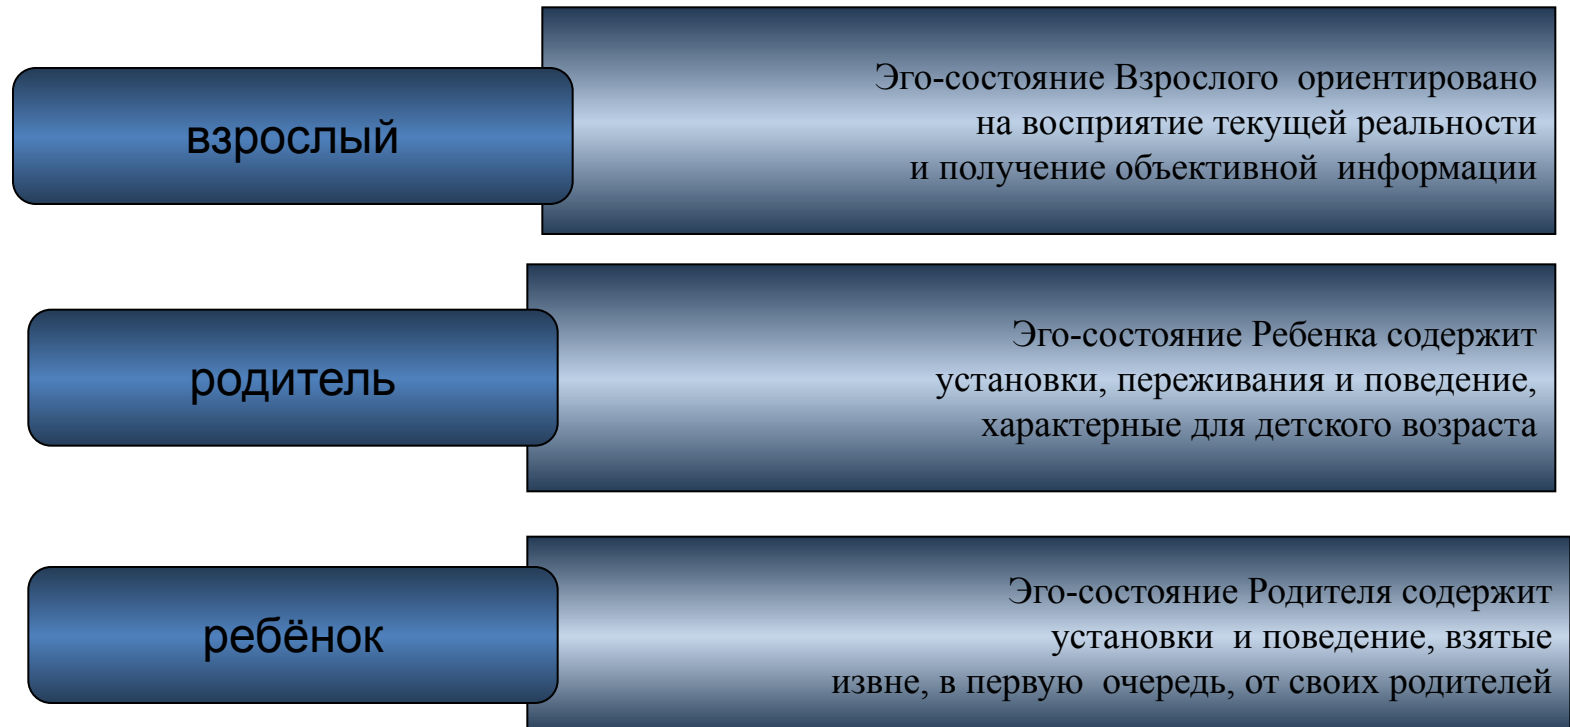 взрослый
Эго-состояние Взрослого ориентировано
на восприятие текущей реальности
и получение объективной информации
родитель
Эго-состояние Ребенка содержит
установки, переживания и поведение,
характерные для детского возраста
ребёнок
Эго-состояние Родителя содержит
установки и поведение, взятые
извне, в первую очередь, от своих родителей